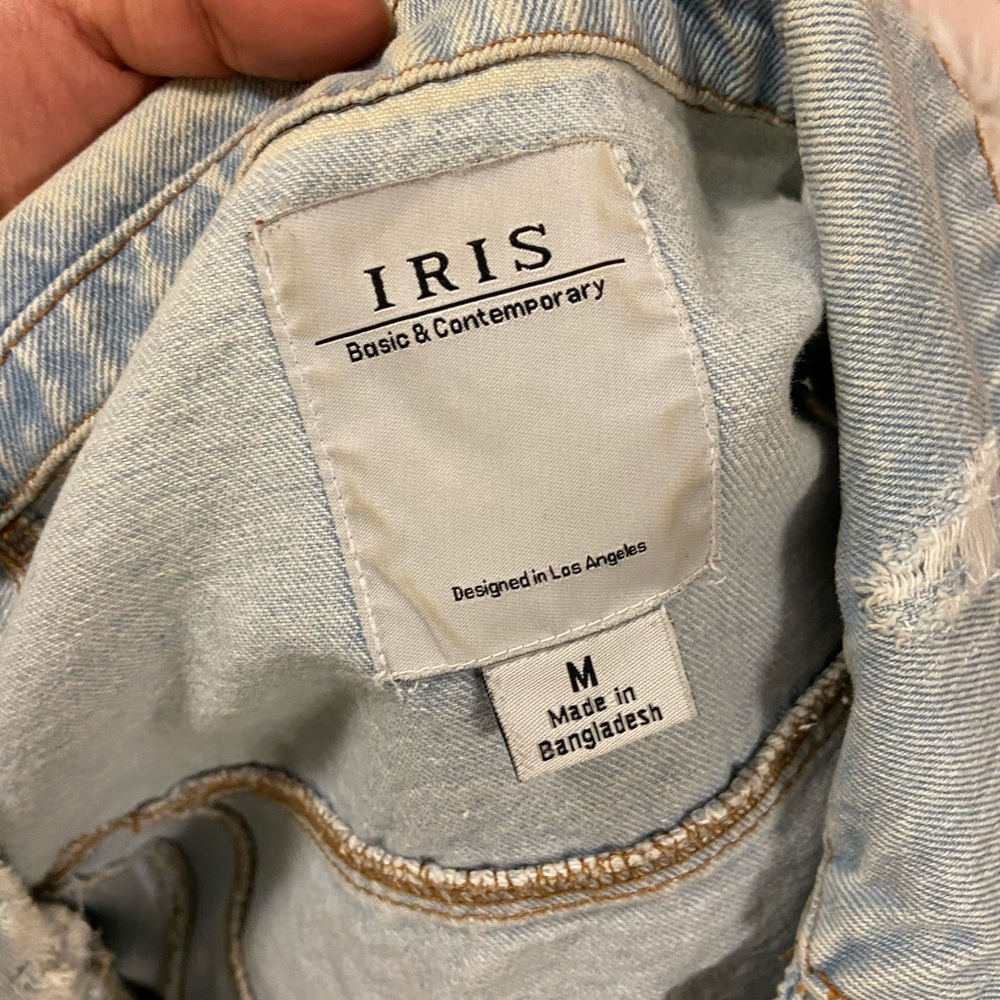 IRIS
Basic & Contemporary
Designed in Los Angeles
M
Made in
Bangladesh